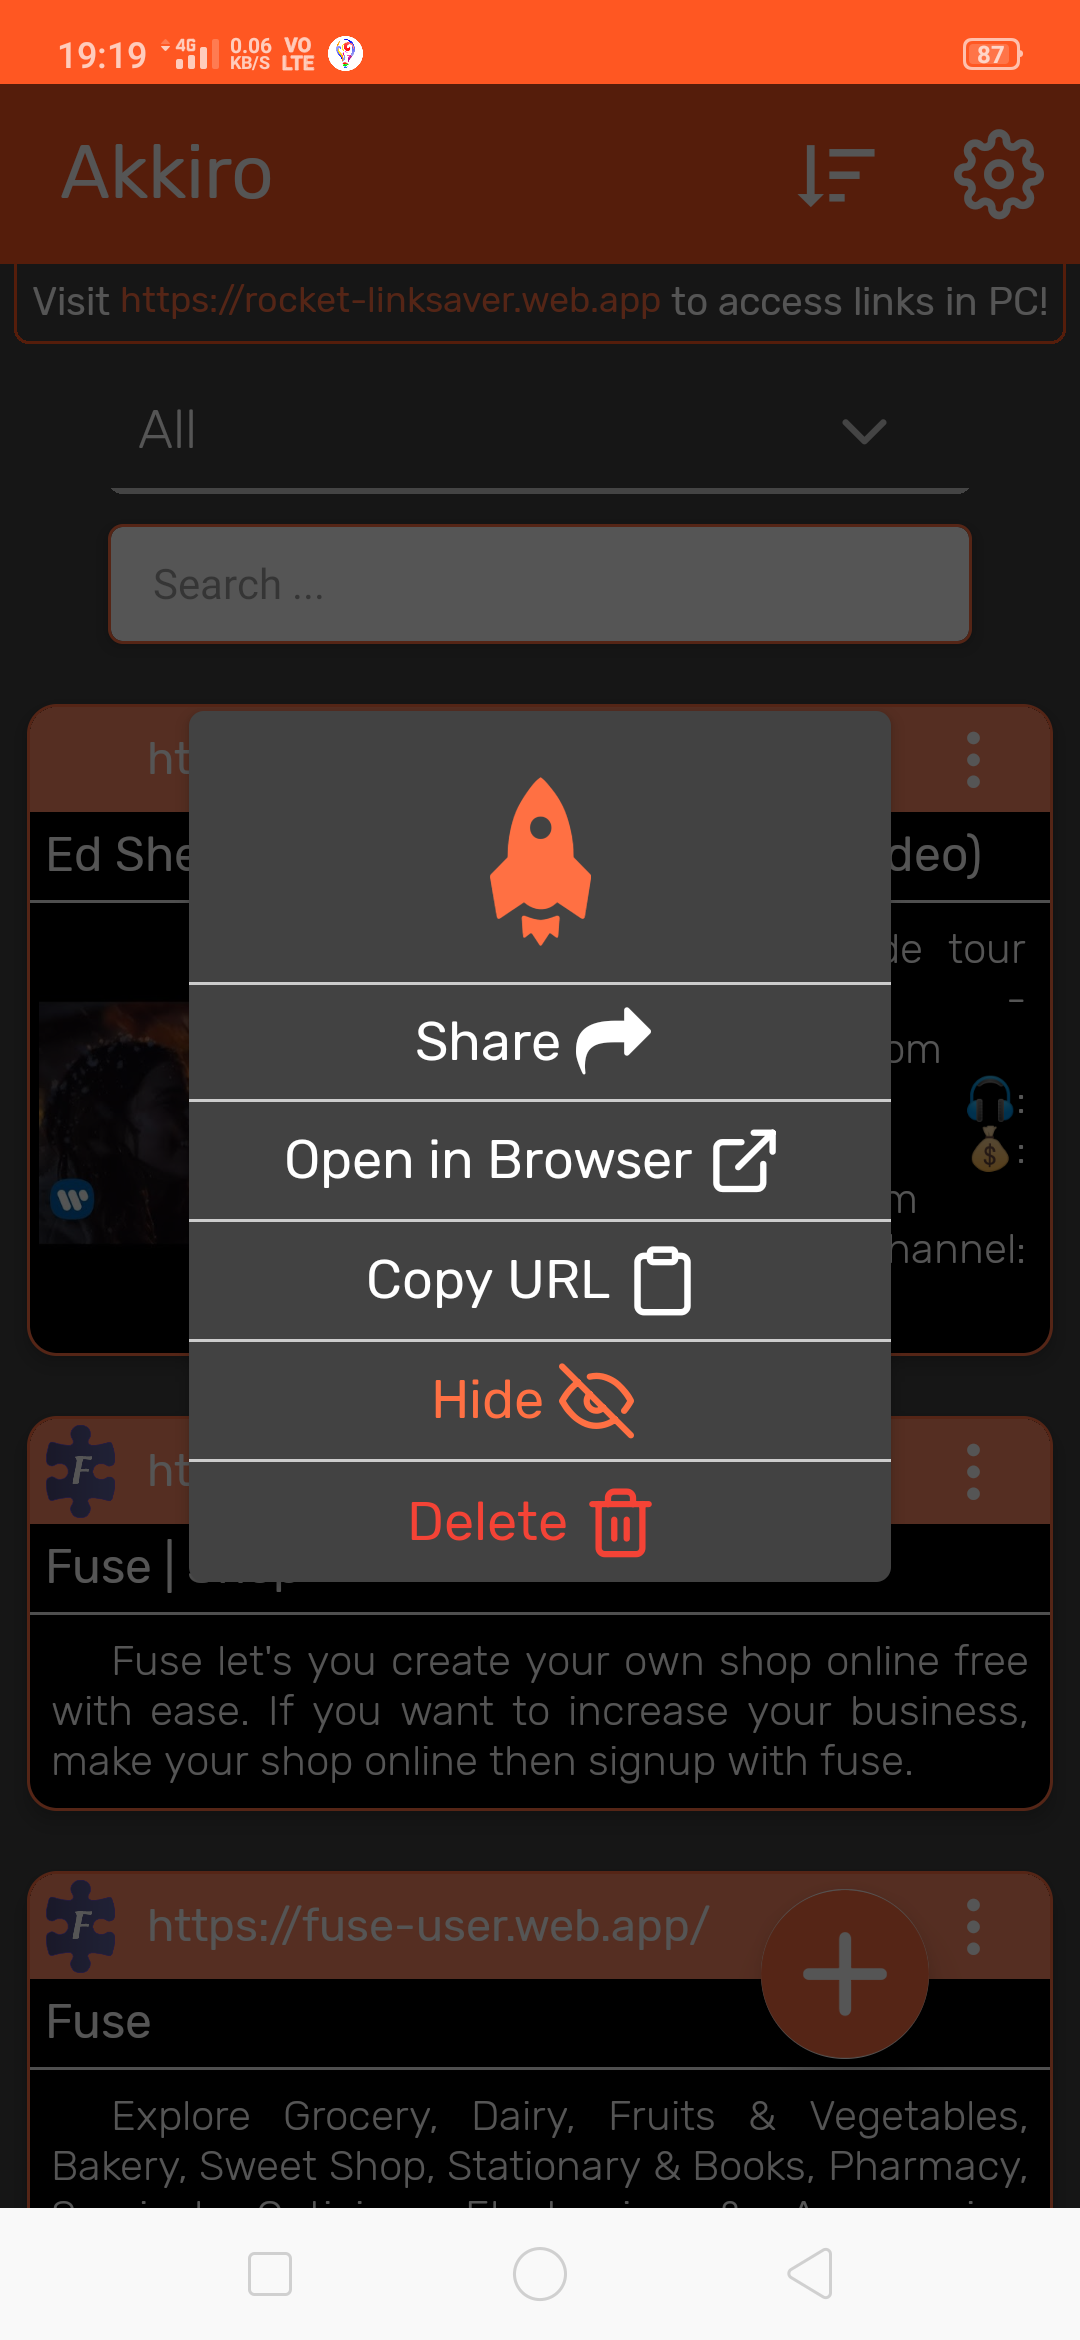 19:19 4G 0.06 KB/S VO LTE 87
Akkiro
Visit https://rocket-linksaver.web.app to access links in PC!
All
Search ...
ht
Ed She deo)
de tour
-
om
:
:
m
hannel:
Share
Open in Browser
Copy URL
Hide
Delete
F ht
Fuse |
Fuse let's you create your own shop online free
with ease. If you want to increase your business,
make your shop online then signup with fuse.
F https://fuse-user.web.app/
Fuse
Explore Grocery, Dairy, Fruits & Vegetables,
Bakery, Sweet Shop, Stationary & Books, Pharmacy,